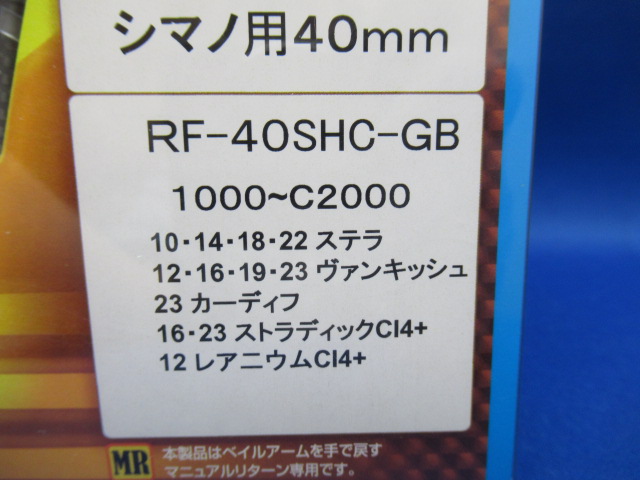 シマノ用40mm
RF-40SHC-GB
1000~C2000
10・14・18・22 ステラ
12・16・19・23 ヴァンキッシュ
23 カーディフ
16・23 ストラディックCI4+
12 レアニウムCI4+
MR 本製品はベイルアームを手で戻す
マニュアルリターン専用です。